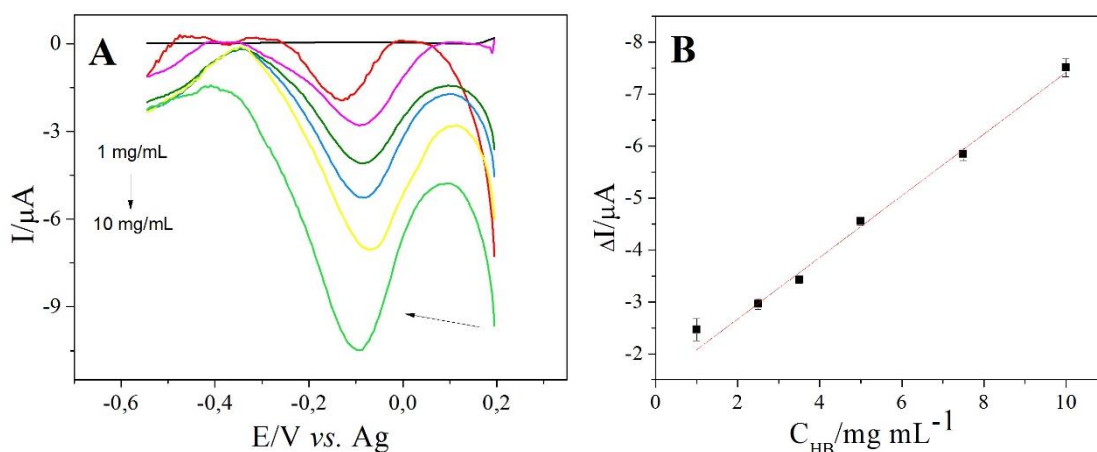 A
0
-3
-6
-9
I/μA
1 mg/mL
10 mg/mL
-0,6
-0,4
-0,2
0,0
0,2
E/V vs. Ag
B
-8
-7
-6
-5
-4
-3
-2
ΔI/μA
0
2
4
6
8
10
C_HB/mg mL^-1